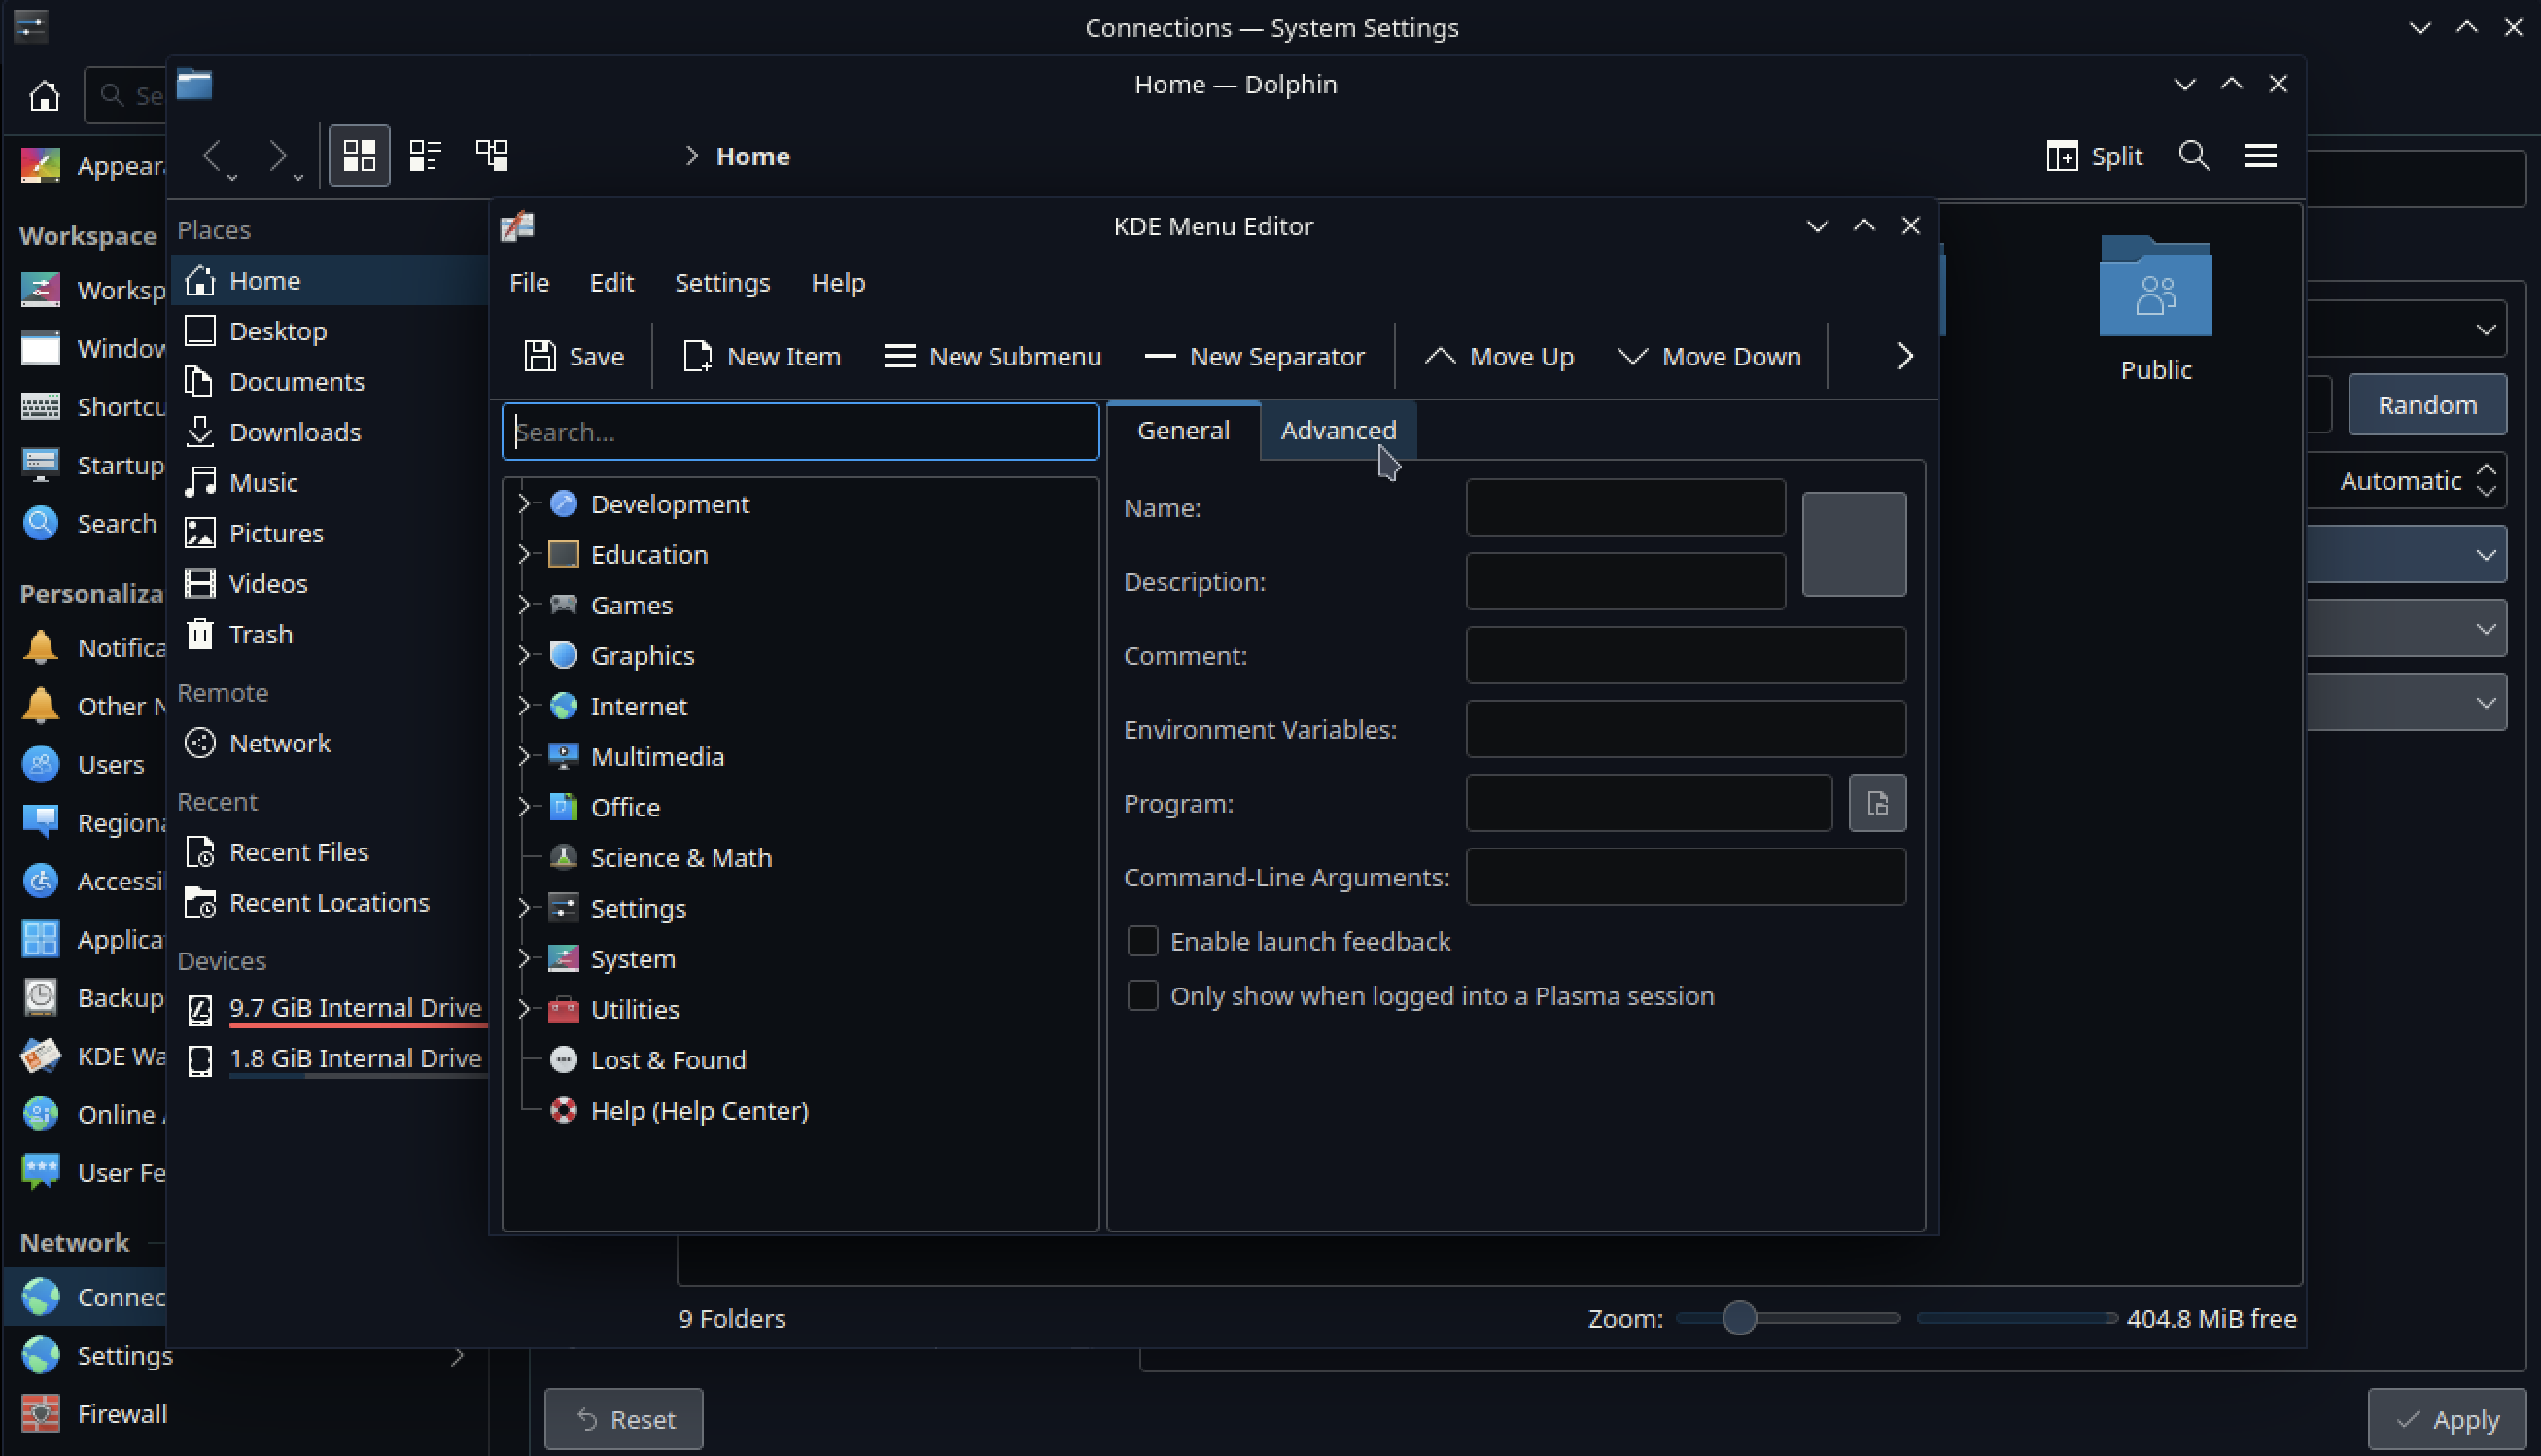 Connections — System Settings
Home — Dolphin
Home
Split
KDE Menu Editor
File Edit Settings Help
Save New Item New Submenu New Separator Move Up Move Down
Search...
General Advanced
Development
Education
Games
Graphics
Internet
Multimedia
Office
Science & Math
Settings
System
Utilities
Lost & Found
Help (Help Center)
Name:
Description:
Comment:
Environment Variables:
Program:
Command-Line Arguments:
Enable launch feedback
Only show when logged into a Plasma session
Places
Home
Desktop
Documents
Downloads
Music
Pictures
Videos
Trash
Remote
Network
Recent
Recent Files
Recent Locations
Devices
9.7 GiB Internal Drive
1.8 GiB Internal Drive
Public
9 Folders
Zoom:
404.8 MiB free
Se
Appear
Workspace
Worksp
Window
Shortcu
Startup
Search
Personaliza
Notifica
Other N
Users
Regiona
Accessi
Applica
Backup
KDE Wa
Online
User Fe
Network
Connec
Settings
Firewall
Random
Automatic
Reset
Apply